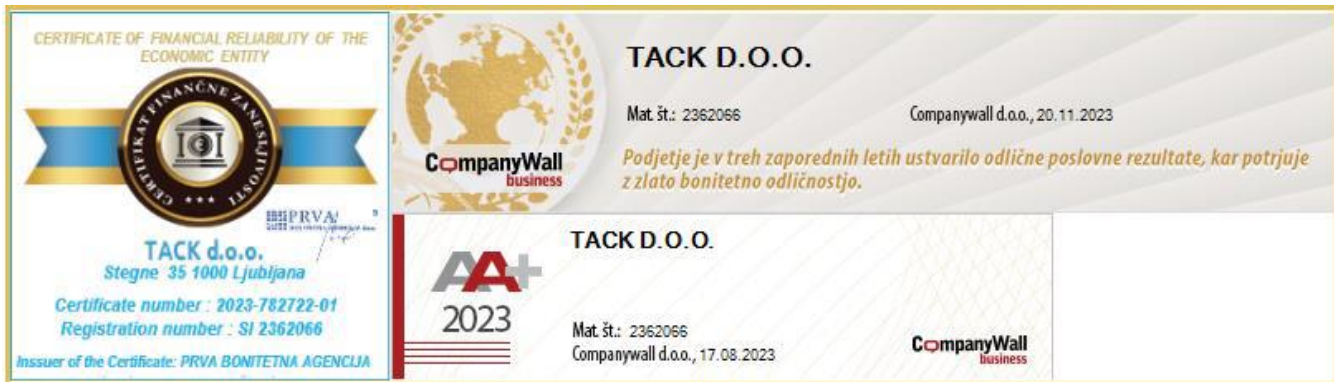 CERTIFICATE OF FINANCIAL RELIABILITY OF THE
ECONOMIC ENTITY
CERTIFIKAT FINANČNE ZANESLJIVOSTI
PRVA
TACK d.o.o.
Stegne 35 1000 Ljubljana
Certificate number : 2023-782722-01
Registration number : SI 2362066
Inssuer of the Certificate: PRVA BONITETNA AGENCIJA
CompanyWall
business
TACK D.O.O.
Mat. št.: 2362066 Companywall d.o.o., 20.11.2023
Podjetje je v treh zaporednih letih ustvarilo odlične poslovne rezultate, kar potrjuje
z zlato bonitetno odličnostjo.
AA+
2023
TACK D.O.O.
Mat. št.: 2362066
Companywall d.o.o., 17.08.2023
CompanyWall
business